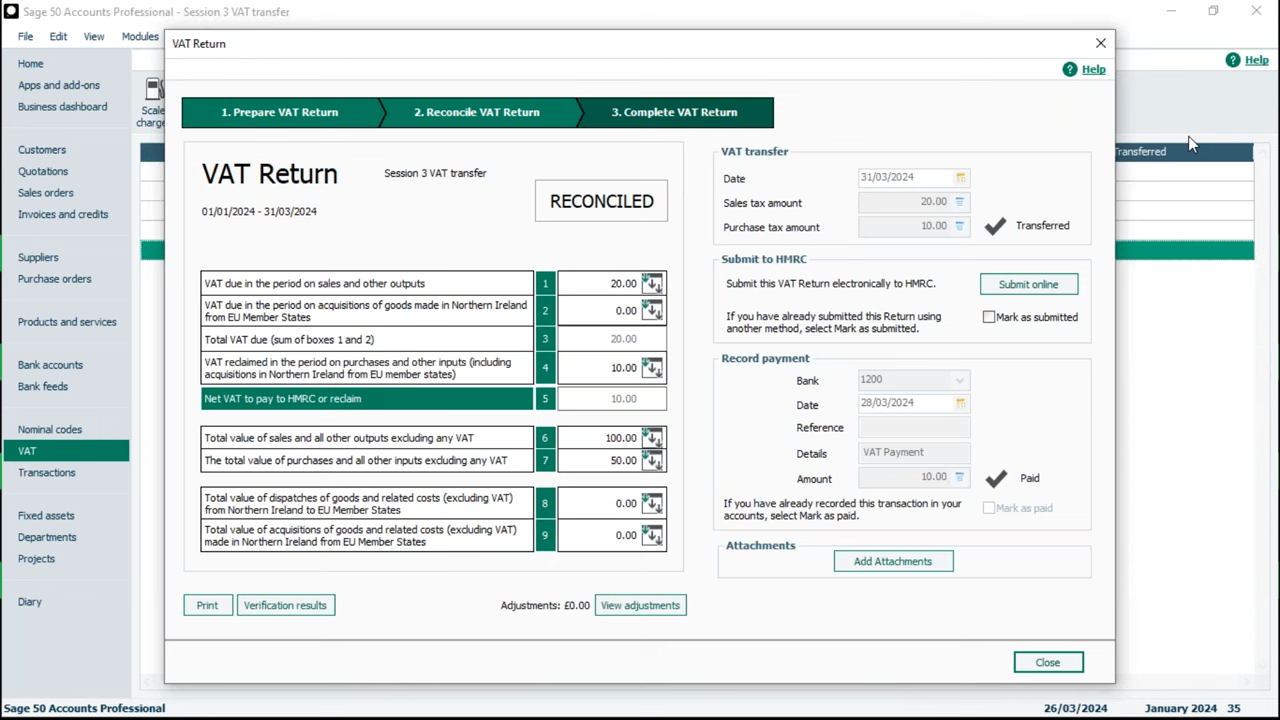 Sage 50 Accounts Professional - Session 3 VAT transfer
File Edit View Modules
Help
Home
Apps and add-ons
Business dashboard
Customers
Quotations
Sales orders
Invoices and credits
Suppliers
Purchase orders
Products and services
Bank accounts
Bank feeds
Nominal codes
VAT
Transactions
Fixed assets
Departments
Projects
Diary
Scale
charge
Transferred
VAT Return
Help
1. Prepare VAT Return
2. Reconcile VAT Return
3. Complete VAT Return
VAT Return
Session 3 VAT transfer
RECONCILED
01/01/2024 - 31/03/2024
VAT due in the period on sales and other outputs 1 20.00
VAT due in the period on acquisitions of goods made in Northern Ireland
from EU Member States 2 0.00
Total VAT due (sum of boxes 1 and 2) 3 20.00
VAT reclaimed in the period on purchases and other inputs (including
acquisitions in Northern Ireland from EU member states) 4 10.00
Net VAT to pay to HMRC or reclaim 5 10.00
Total value of sales and all other outputs excluding any VAT 6 100.00
The total value of purchases and all other inputs excluding any VAT 7 50.00
Total value of dispatches of goods and related costs (excluding VAT)
from Northern Ireland to EU Member States 8 0.00
Total value of acquisitions of goods and related costs (excluding VAT)
made in Northern Ireland from EU Member States 9 0.00
Print
Verification results
Adjustments: £0.00
View adjustments
VAT transfer
Date 31/03/2024
Sales tax amount 20.00
Purchase tax amount 10.00
Transferred
Submit to HMRC
Submit this VAT Return electronically to HMRC.
Submit online
If you have already submitted this Return using
another method, select Mark as submitted.
Mark as submitted
Record payment
Bank 1200
Date 28/03/2024
Reference
Details VAT Payment
Amount 10.00
Paid
If you have already recorded this transaction in your
accounts, select Mark as paid.
Mark as paid
Attachments
Add Attachments
Close
Sage 50 Accounts Professional
26/03/2024
January 2024 35